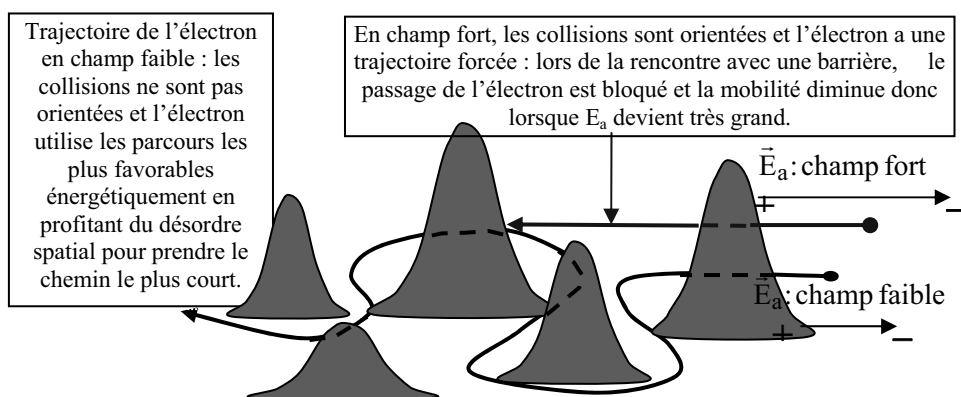 Trajectoire de l’électron
en champ faible : les
collisions ne sont pas
orientées et l’électron
utilise les parcours les
plus favorables
énergétiquement en
profitant du désordre
spatial pour prendre le
chemin le plus court.
En champ fort, les collisions sont orientées et l’électron a une
trajectoire forcée : lors de la rencontre avec une barrière, le
passage de l’électron est bloqué et la mobilité diminue donc
lorsque Ea devient très grand.
E⃗a : champ fort
+ −
E⃗a : champ faible
+ −